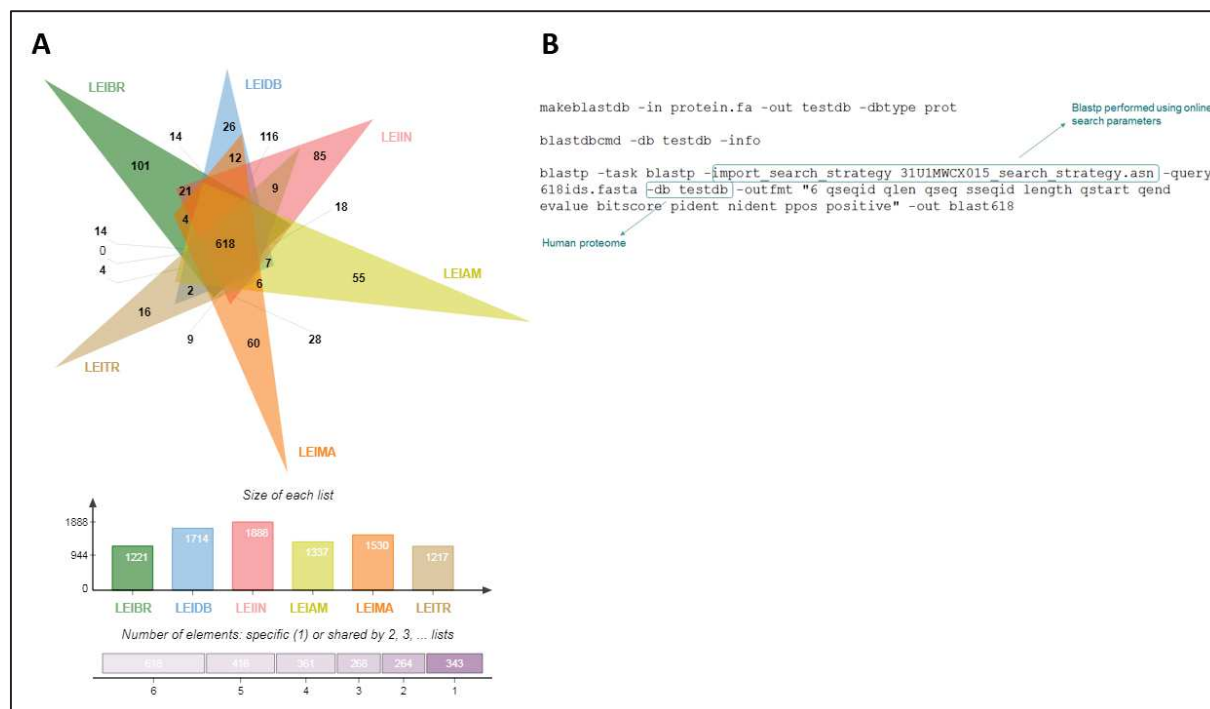 A
B
LEIBR
LEIDB
LEIIN
LEIAM
LEITR
LEIMA
14
26
116
101
12
85
21
9
18
4
618
14
0
4
7
55
2
6
16
9
60
28
Size of each list
1888
944
0
1221
1714
1888
1337
1530
1217
LEIBR
LEIDB
LEIIN
LEIAM
LEIMA
LEITR
Number of elements: specific (1) or shared by 2, 3, ... lists
618
416
361
268
264
343
6
5
4
3
2
1
makeblastdb -in protein.fa -out testdb -dbtype prot
Blastp performed using online
search parameters
blastdbcmd -db testdb -info
blastp -task blastp -import_search_strategy 31U1MWCX015_search_strategy.asn -query
618ids.fasta -db testdb -outfmt "6 qseqid qlen qseq sseqid length qstart qend
evalue bitscore pident nident ppos positive" -out blast618
Human proteome